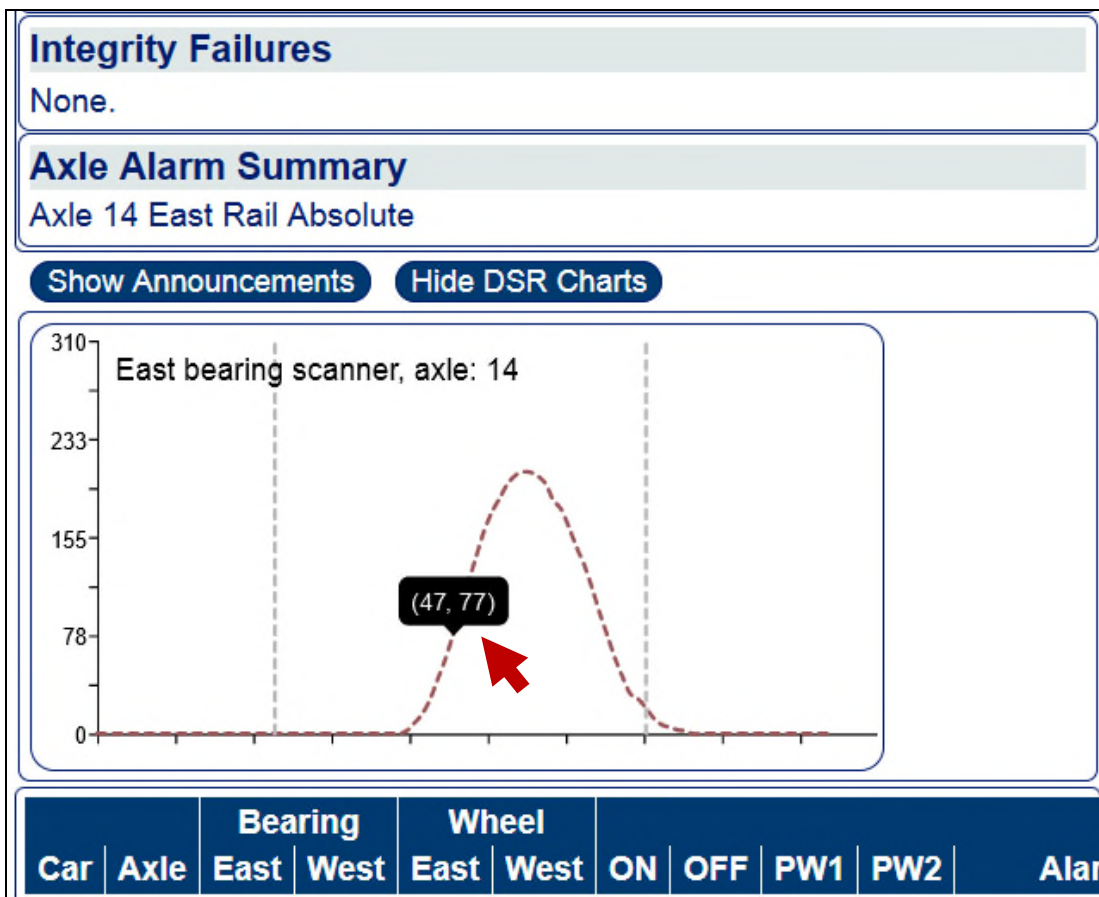 Integrity Failures
None.
Axle Alarm Summary
Axle 14 East Rail Absolute
Show Announcements Hide DSR Charts
310
East bearing scanner, axle: 14
233
155
(47, 77)
78
0
Bearing Wheel
Car Axle East West East West ON OFF PW1 PW2